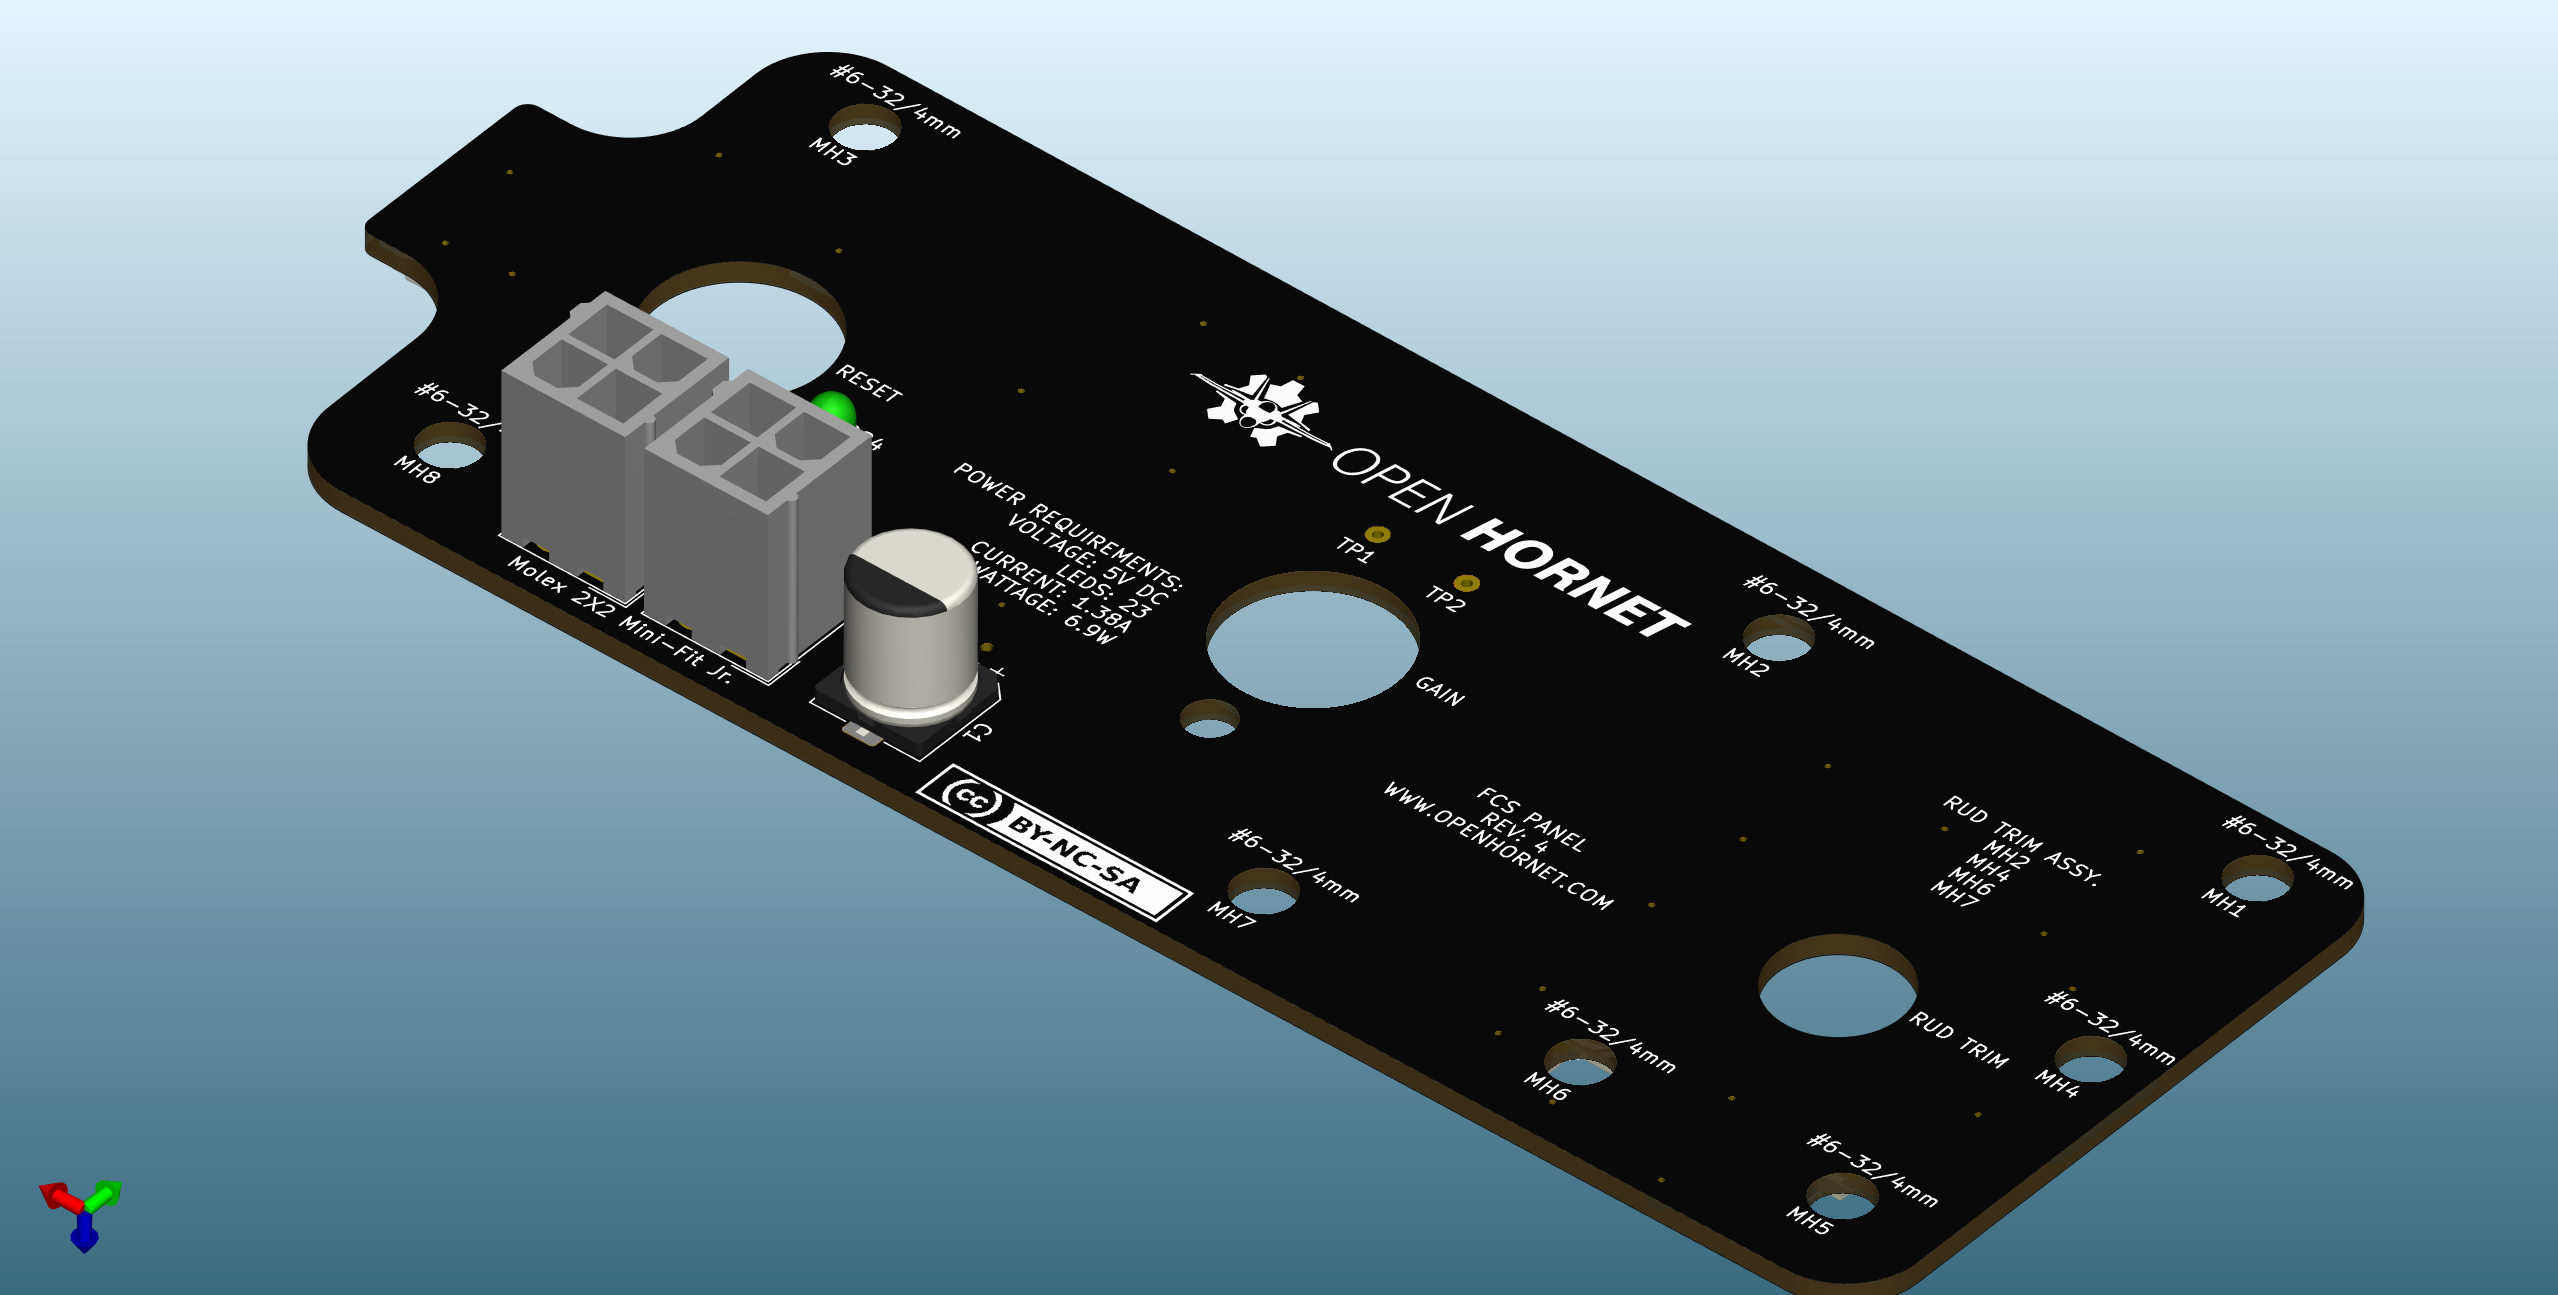 #6-32/4mm
MH3
RESET
#6-32/
MH8
OPEN HORNET
POWER REQUIREMENTS:
VOLTAGE: 5V DC
LEDS: 23
CURRENT: 1.38A
WATTAGE: 6.9W
TP1
TP2
Molex 2X2 Mini-Fit Jr.
+
C1
GAIN
#6-32/4mm
MH2
cc BY-NC-SA
FCS PANEL
REV: 4
WWW.OPENHORNET.COM
#6-32/4mm
MH7
RUD TRIM ASSY.
MH2
MH4
MH6
MH7
#6-32/4mm
MH1
RUD TRIM
#6-32/4mm
MH6
#6-32/4mm
MH4
#6-32/4mm
MH5